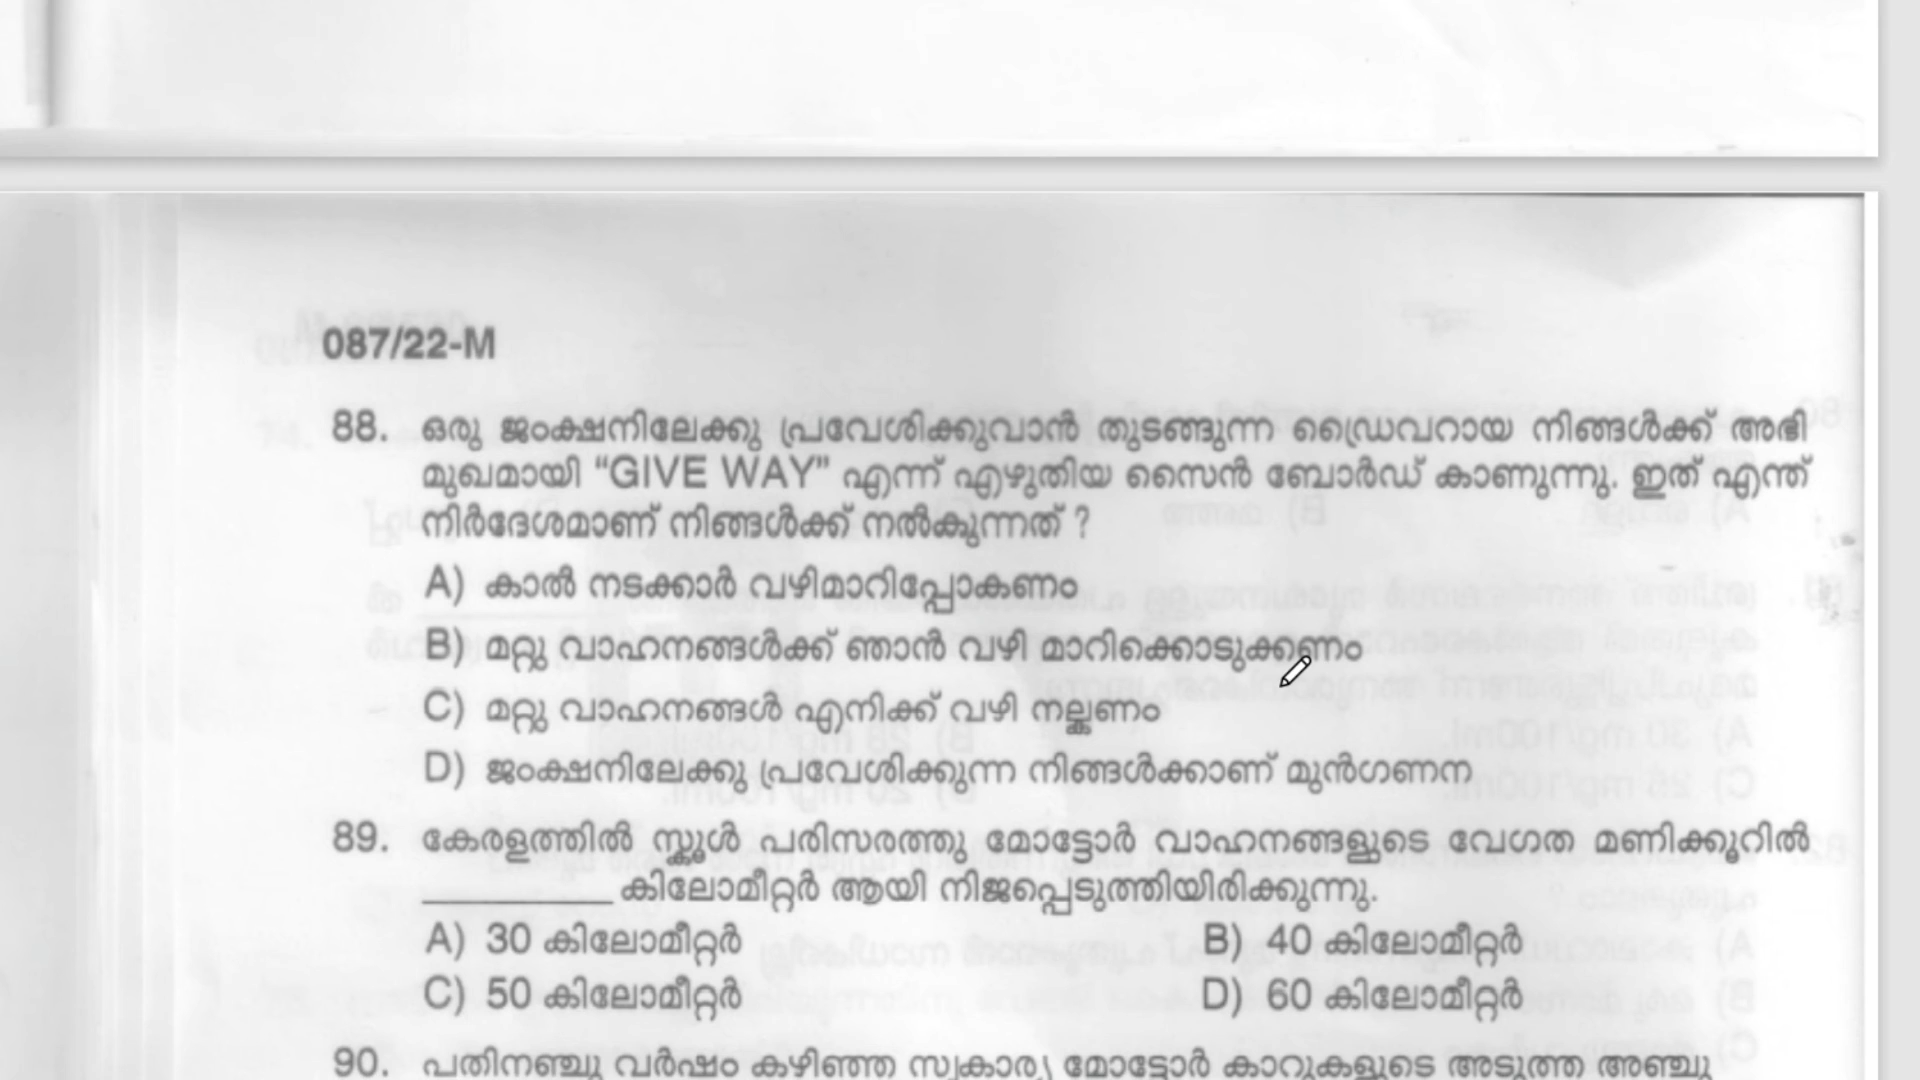 087/22-M
88. ഒരു ജംക്ഷനിലേക്കു പ്രവേശിക്കുവാൻ തുടങ്ങുന്ന ഡ്രൈവറായ നിങ്ങൾക്ക് അഭി
മുഖമായി “GIVE WAY” എന്ന് എഴുതിയ സൈൻ ബോർഡ് കാണുന്നു. ഇത് എന്ത്
നിർദേശമാണ് നിങ്ങൾക്ക് നൽകുന്നത് ?
A) കാൽ നടക്കാർ വഴിമാറിപ്പോകണം
B) മറ്റു വാഹനങ്ങൾക്ക് ഞാൻ വഴി മാറിക്കൊടുക്കണം
C) മറ്റു വാഹനങ്ങൾ എനിക്ക് വഴി നല്കണം
D) ജംക്ഷനിലേക്കു പ്രവേശിക്കുന്ന നിങ്ങൾക്കാണ് മുൻഗണന
89. കേരളത്തിൽ സ്കൂൾ പരിസരത്തു മോട്ടോർ വാഹനങ്ങളുടെ വേഗത മണിക്കൂറിൽ
__________ കിലോമീറ്റർ ആയി നിജപ്പെടുത്തിയിരിക്കുന്നു.
A) 30 കിലോമീറ്റർ B) 40 കിലോമീറ്റർ
C) 50 കിലോമീറ്റർ D) 60 കിലോമീറ്റർ
90. പതിനഞ്ചു വർഷം കഴിഞ്ഞ സ്വകാര്യ മോട്ടോർ കാറുകളുടെ അടുത്ത അഞ്ചു